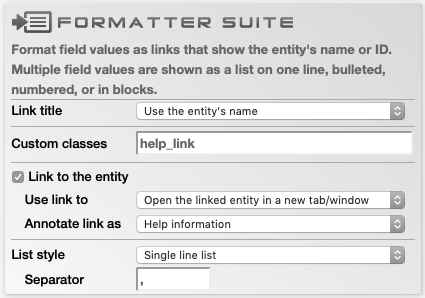 FORMATTER SUITE
Format field values as links that show the entity's name or ID.
Multiple field values are shown as a list on one line, bulleted,
numbered, or in blocks.
Link title Use the entity's name
Custom classes help_link
Link to the entity
Use link to Open the linked entity in a new tab/window
Annotate link as Help information
List style Single line list
Separator ,